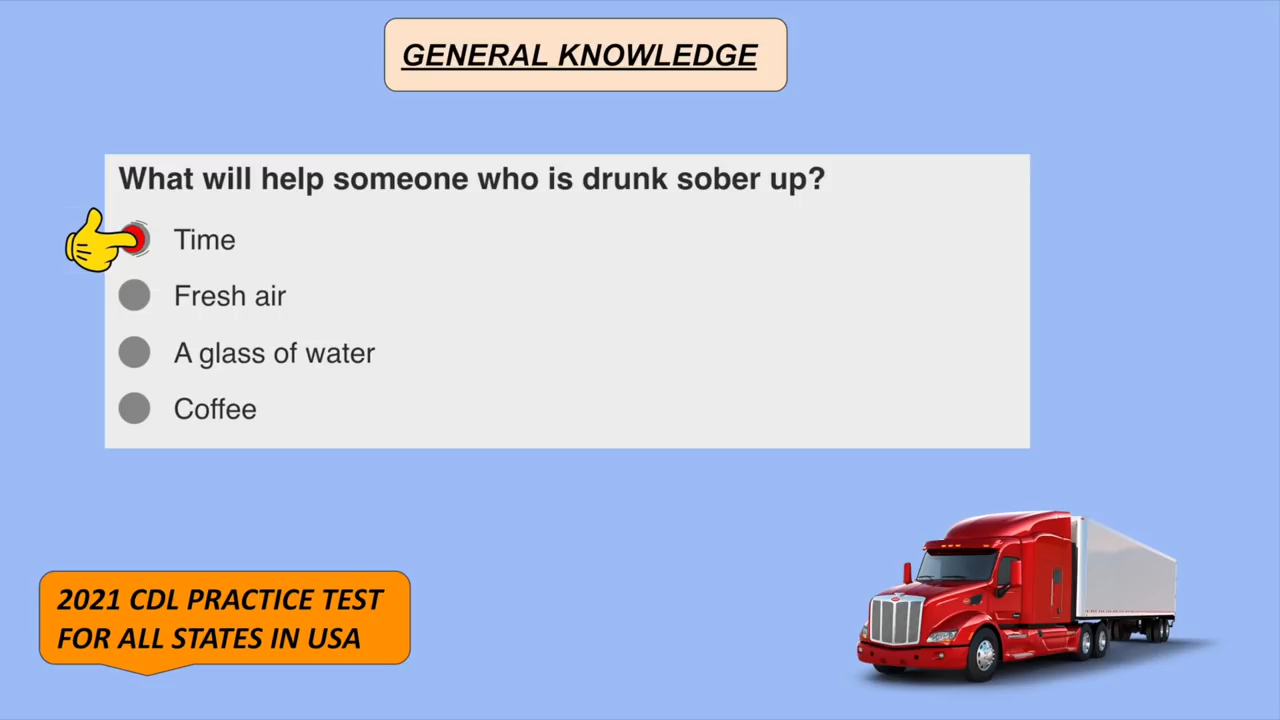 GENERAL KNOWLEDGE
What will help someone who is drunk sober up?
Time
Fresh air
A glass of water
Coffee
2021 CDL PRACTICE TEST
FOR ALL STATES IN USA